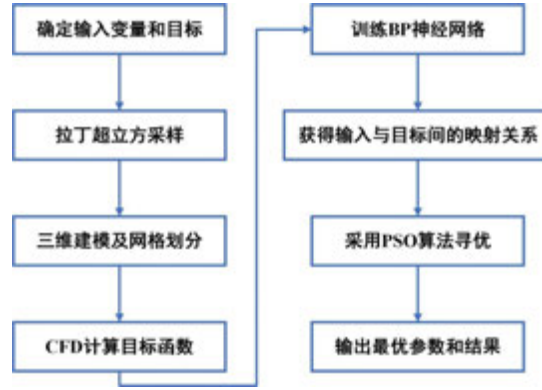 确定输入变量和目标
拉丁超立方采样
三维建模及网格划分
CFD计算目标函数
训练BP神经网络
获得输入与目标间的映射关系
采用PSO算法寻优
输出最优参数和结果